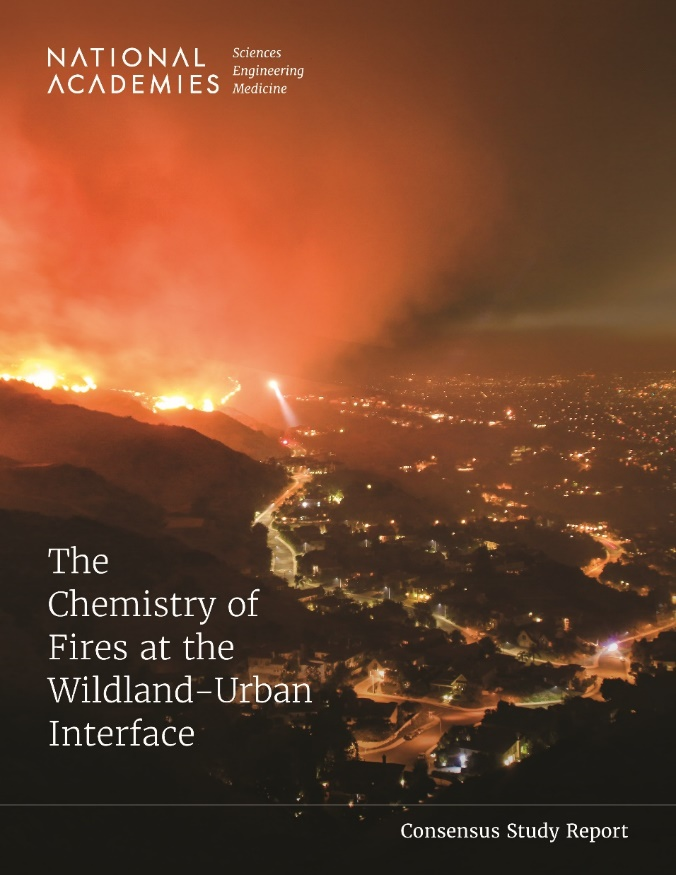 NATIONAL
ACADEMIES
Sciences
Engineering
Medicine
The
Chemistry of
Fires at the
Wildland–Urban
Interface
Consensus Study Report